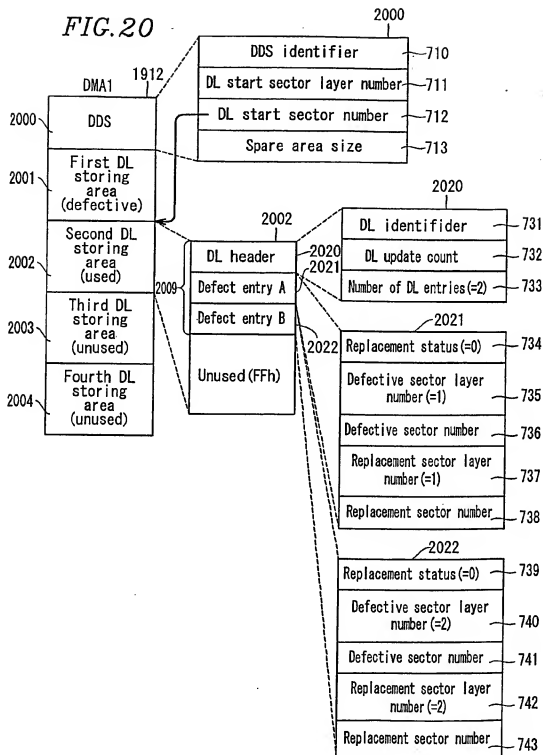 FIG.20
DMA1
1912
2000
DDS
2001
First DL
storing
area
(defective)
2002
Second DL
storing
area
(used)
2003
Third DL
storing
area
(unused)
2004
Fourth DL
storing
area
(unused)
2000
DDS identifier
710
DL start sector layer number
711
DL start sector number
712
Spare area size
713
2002
2009
DL header
2020
Defect entry A
2021
Defect entry B
2022
Unused(FFh)
2020
DL identifider
731
DL update count
732
Number of DL entries(=2)
733
2021
Replacement status(=0)
734
Defective sector layer
number(=1)
735
Defective sector number
736
Replacement sector layer
number(=1)
737
Replacement sector number
738
2022
Replacement status(=0)
739
Defective sector layer
number(=2)
740
Defective sector number
741
Replacement sector layer
number(=2)
742
Replacement sector number
743